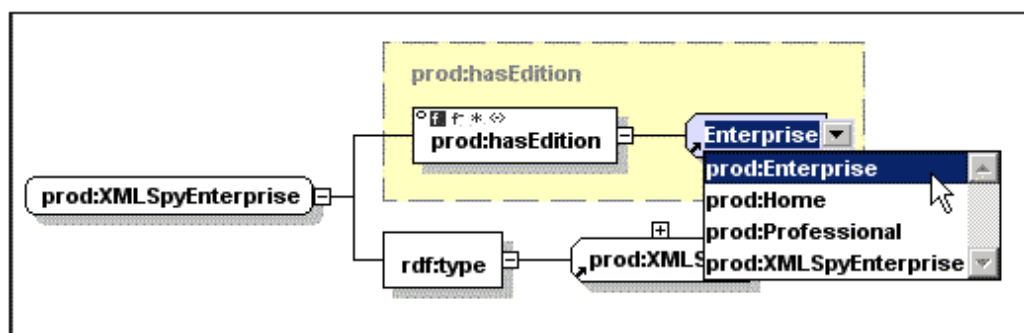 prod:hasEdition
prod:hasEdition
Enterprise
prod:Enterprise
prod:XMLSpyEnterprise
prod:Home
prod:Professional
rdf:type
prod:XMLS
prod:XMLSpyEnterprise